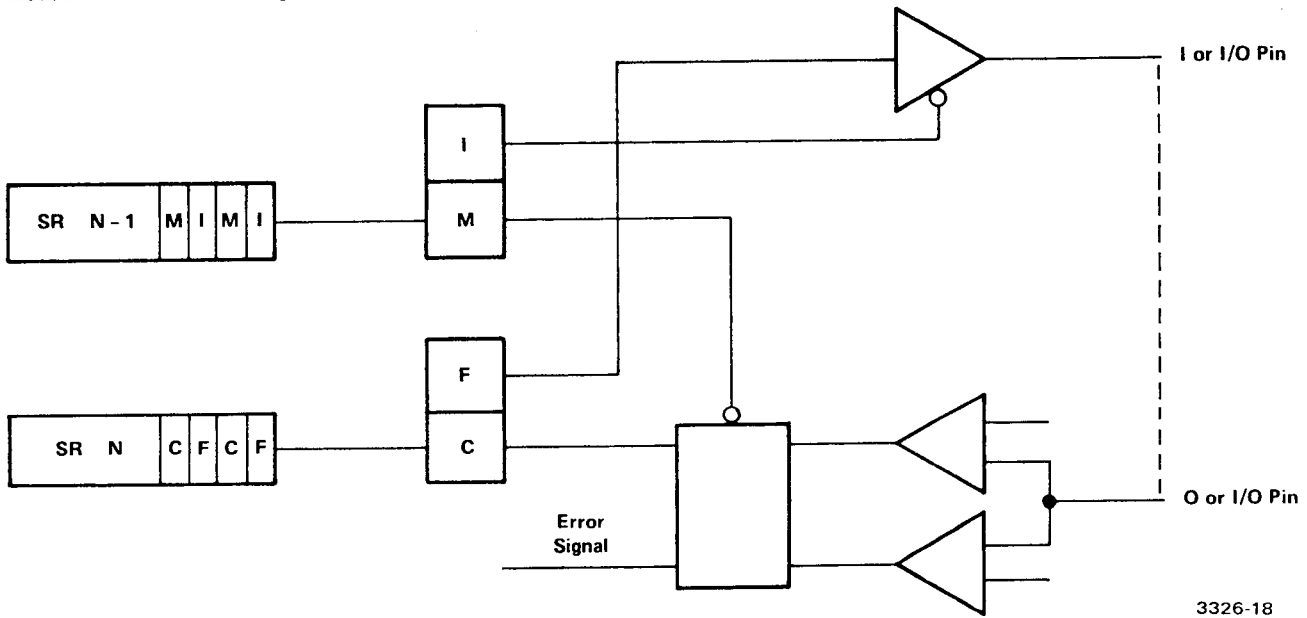 I or I/O Pin
I
SR N-1 M I M I
M
F
SR N C F C F
C
O or I/O Pin
Error
Signal
3326-18